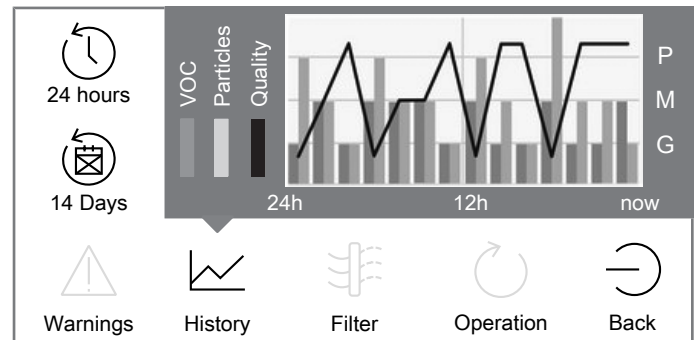 24 hours
14 Days
VOC
Particles
Quality
P
M
G
24h 12h now
Warnings History Filter Operation Back